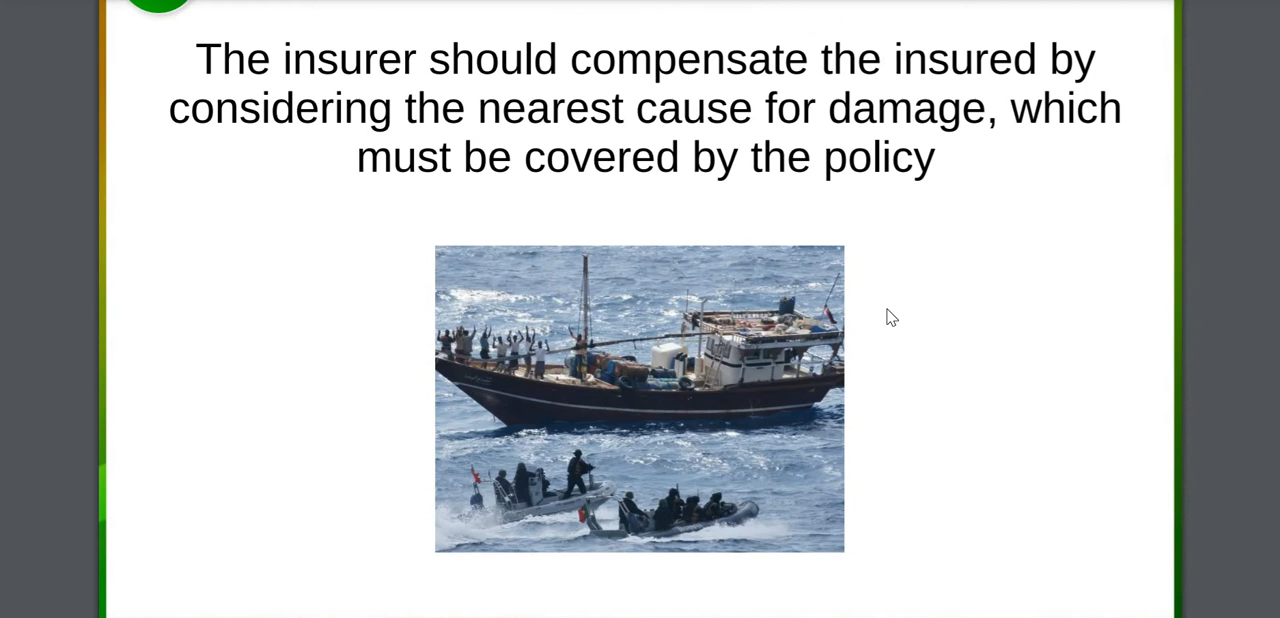 The insurer should compensate the insured by
considering the nearest cause for damage, which
must be covered by the policy